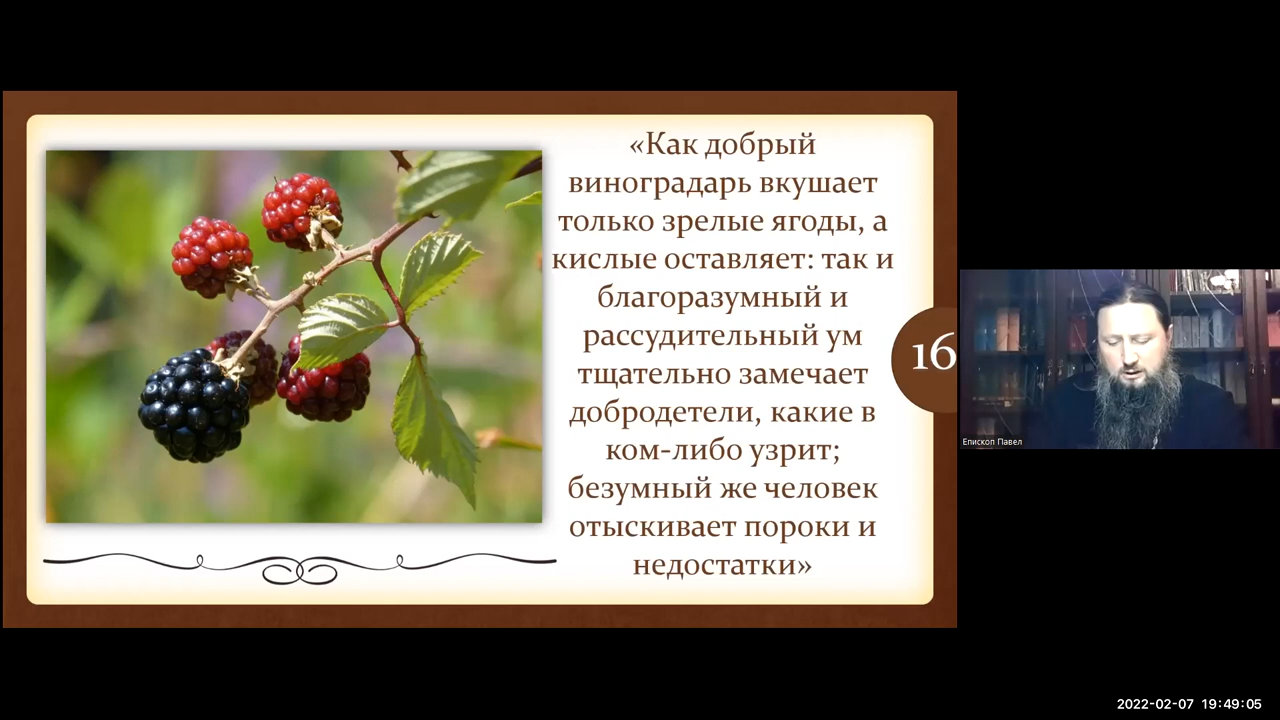 «Как добрый
виноградарь вкушает
только зрелые ягоды, а
кислые оставляет: так и
благоразумный и
рассудительный ум
тщательно замечает
добродетели, какие в
ком-либо узрит;
безумный же человек
отыскивает пороки и
недостатки»
16
Епископ Павел
2022-02-07 19:49:05